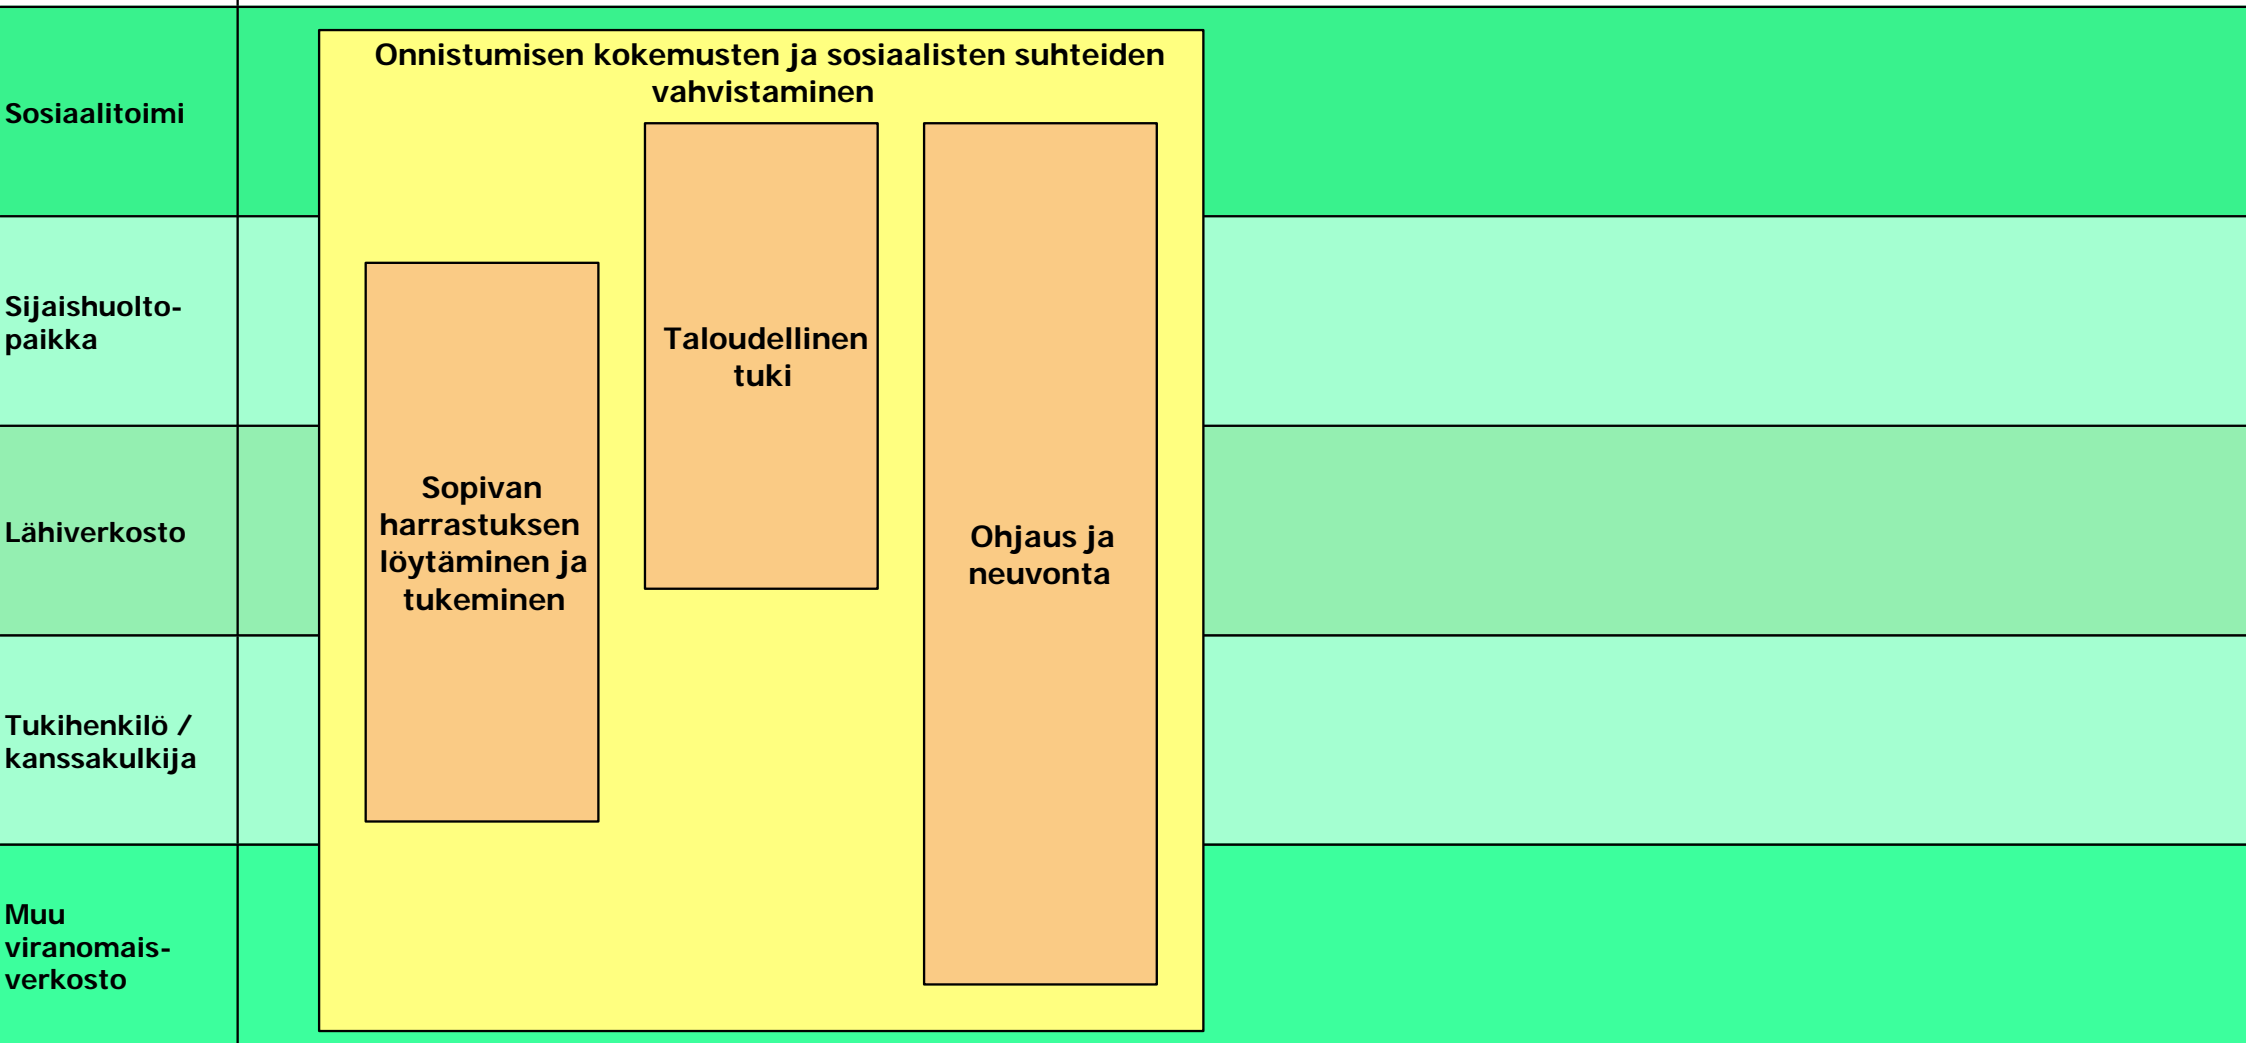 Onnistumisen kokemusten ja sosiaalisten suhteiden
vahvistaminen
Sosiaalitoimi
Sijaishuolto-
paikka
Taloudellinen
tuki
Sopivan
harrastuksen
löytäminen ja
tukeminen
Lähiverkosto
Ohjaus ja
neuvonta
Tukihenkilö /
kanssakulkija
Muu
viranomais-
verkosto